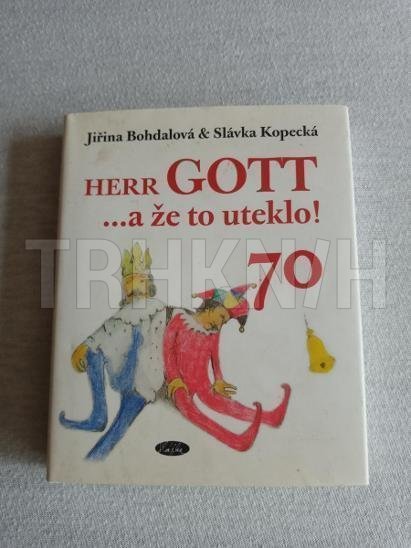 Jiřina Bohdalová & Slávka Kopecká
HERR GOTT
...a že to uteklo!
TRHKNIH
70